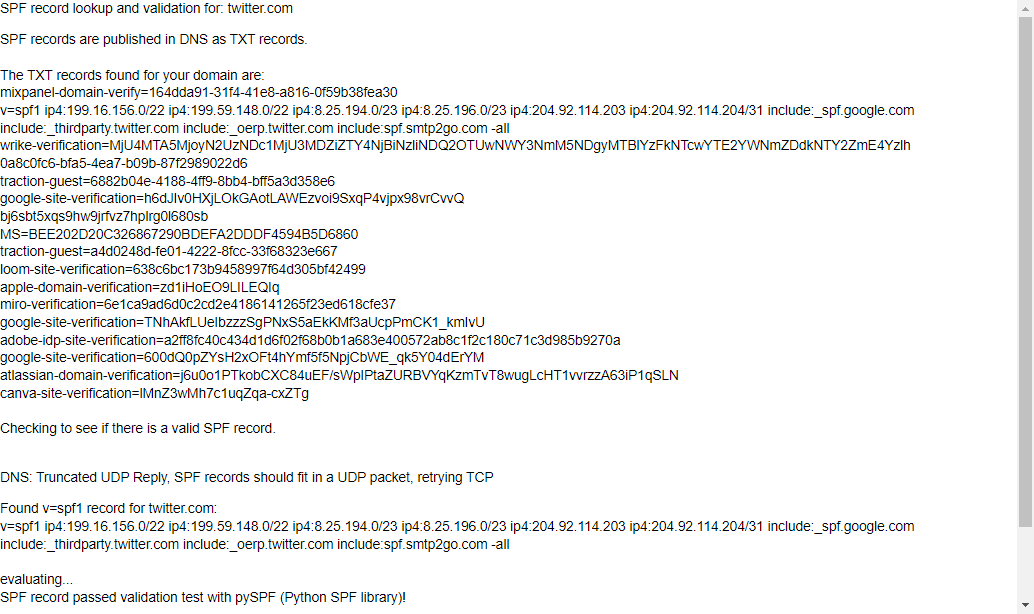 SPF record lookup and validation for: twitter.com
SPF records are published in DNS as TXT records.
The TXT records found for your domain are:
mixpanel-domain-verify=164dda91-31f4-41e8-a816-0f59b38fea30
v=spf1 ip4:199.16.156.0/22 ip4:199.59.148.0/22 ip4:8.25.194.0/23 ip4:8.25.196.0/23 ip4:204.92.114.203 ip4:204.92.114.204/31 include:_spf.google.com
include:_thirdparty.twitter.com include:_oerp.twitter.com include:spf.smtp2go.com -all
wrike-verification=MjU4MTA5MjoyN2UzNDc1MjU3MDZiZTY4NjBiNzliNDQ2OTUwNWY3NmM5NDgyMTBlYzFkNTcwYTE2YWNmZDdkNTY2ZmE4Yzlh
0a8c0fc6-bfa5-4ea7-b09b-87f2989022d6
traction-guest=6882b04e-4188-4ff9-8bb4-bff5a3d358e6
google-site-verification=h6dJIv0HXjLOkGAotLAWEzvoi9SxqP4vjpx98vrCvvQ
bj6sbt5xqs9hw9jrfvz7hplrg0l680sb
MS=BEE202D20C326867290BDEFA2DDDF4594B5D6860
traction-guest=a4d0248d-fe01-4222-8fcc-33f68323e667
loom-site-verification=638c6bc173b9458997f64d305bf42499
apple-domain-verification=zd1iHoEO9LILEQIq
miro-verification=6e1ca9ad6d0c2cd2e4186141265f23ed618cfe37
google-site-verification=TNhAkfLUeIbzzzSgPNxS5aEkKMf3aUcpPmCK1_kmIvU
adobe-idp-site-verification=a2ff8fc40c434d1d6f02f68b0b1a683e400572ab8c1f2c180c71c3d985b9270a
google-site-verification=600dQ0pZYsH2xOFt4hYmf5f5NpjCbWE_qk5Y04dErYM
atlassian-domain-verification=j6u0o1PTkobCXC84uEF/sWpIPtaZURBVYqKzmTvT8wugLcHT1vvrzzA63iP1qSLN
canva-site-verification=lMnZ3wMh7c1uqZqa-cxZTg
Checking to see if there is a valid SPF record.
DNS: Truncated UDP Reply, SPF records should fit in a UDP packet, retrying TCP
Found v=spf1 record for twitter.com:
v=spf1 ip4:199.16.156.0/22 ip4:199.59.148.0/22 ip4:8.25.194.0/23 ip4:8.25.196.0/23 ip4:204.92.114.203 ip4:204.92.114.204/31 include:_spf.google.com
include:_thirdparty.twitter.com include:_oerp.twitter.com include:spf.smtp2go.com -all
evaluating...
SPF record passed validation test with pySPF (Python SPF library)!